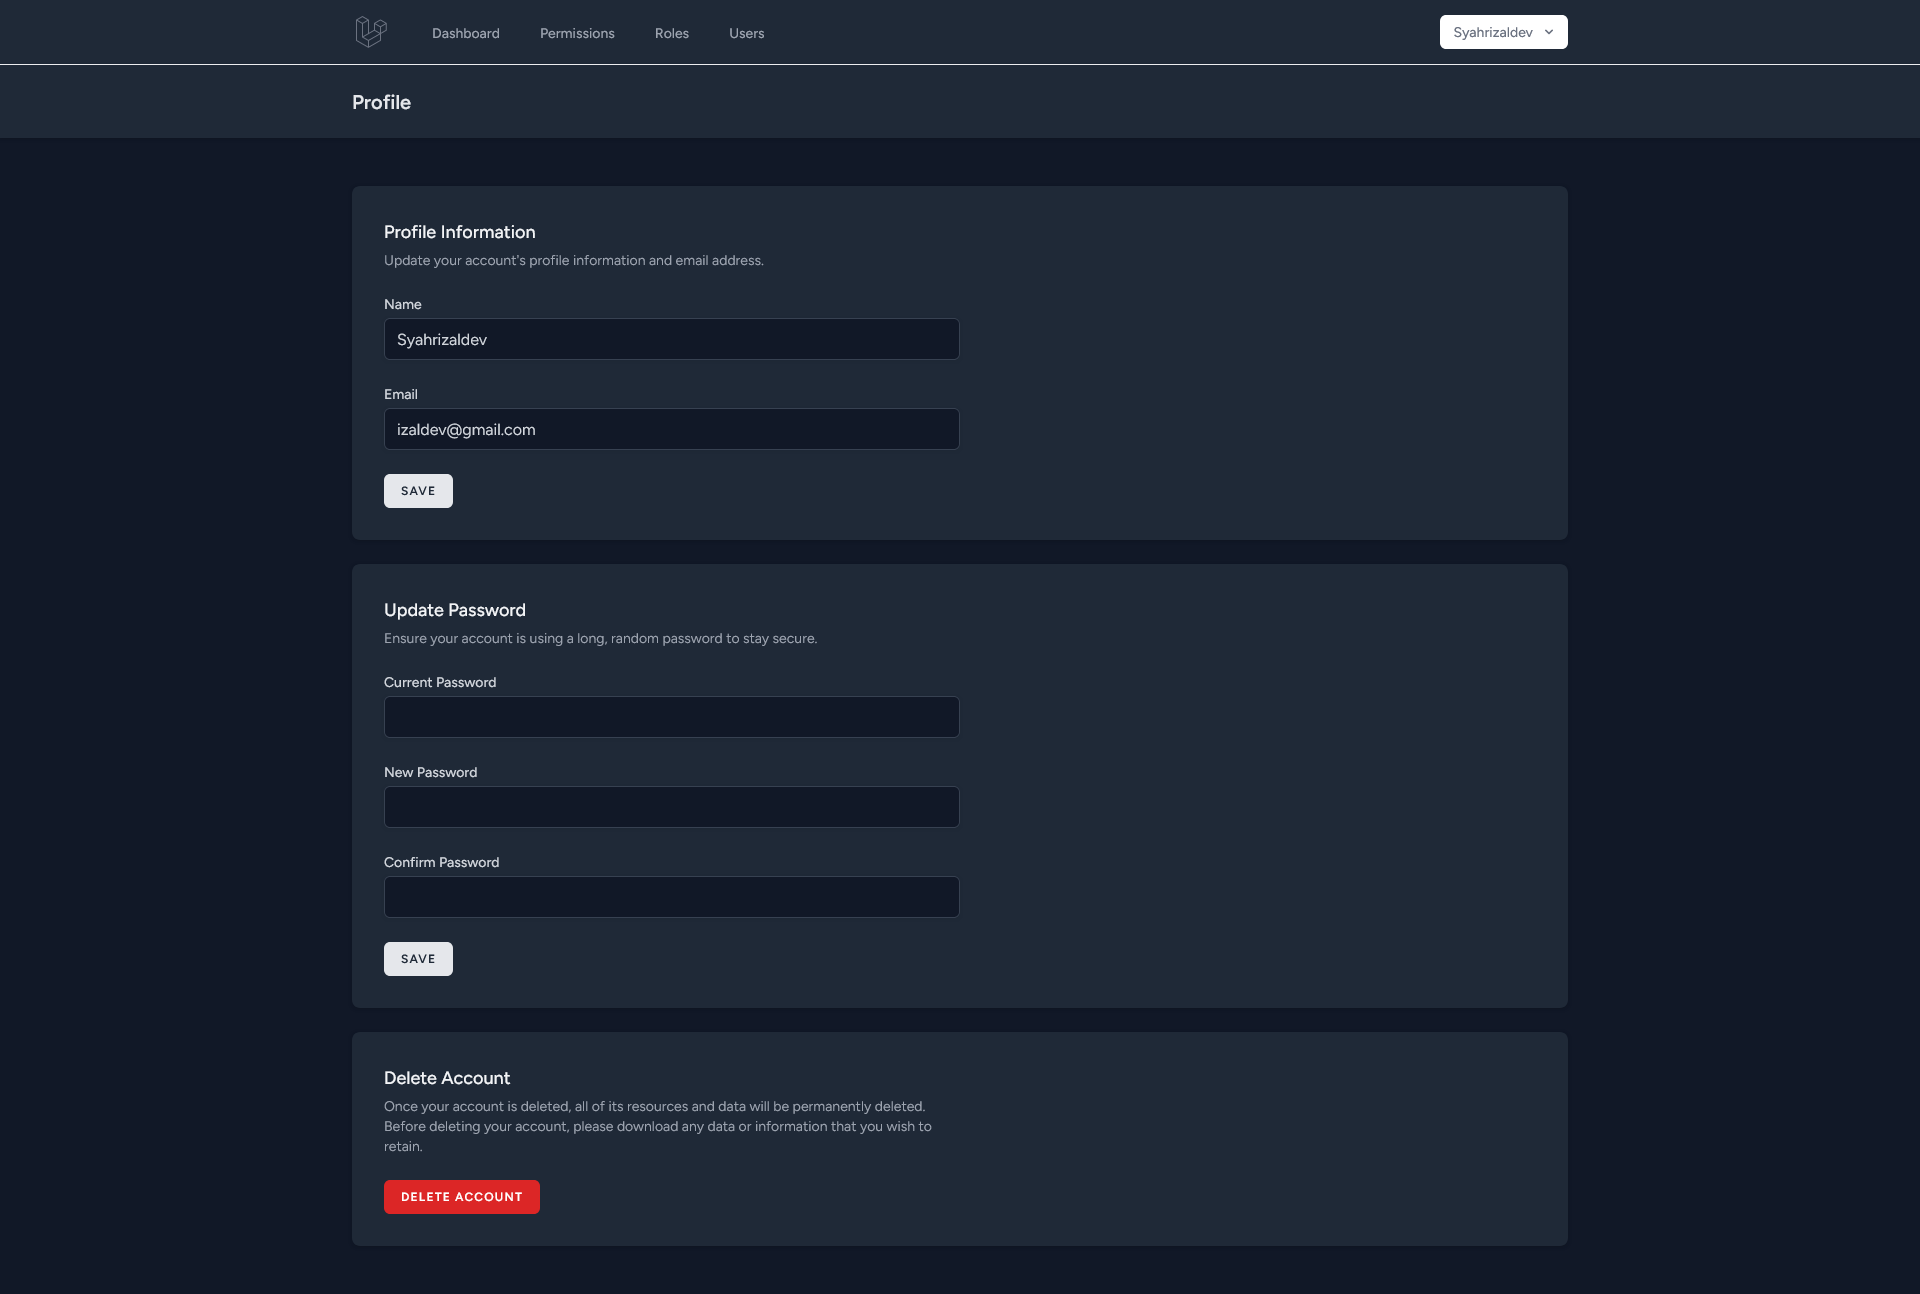 Dashboard Permissions Roles Users Syahrizaldev
Profile
Profile Information
Update your account's profile information and email address.
Name
Syahrizaldev
Email
izaldev@gmail.com
SAVE
Update Password
Ensure your account is using a long, random password to stay secure.
Current Password
New Password
Confirm Password
SAVE
Delete Account
Once your account is deleted, all of its resources and data will be permanently deleted.
Before deleting your account, please download any data or information that you wish to
retain.
DELETE ACCOUNT